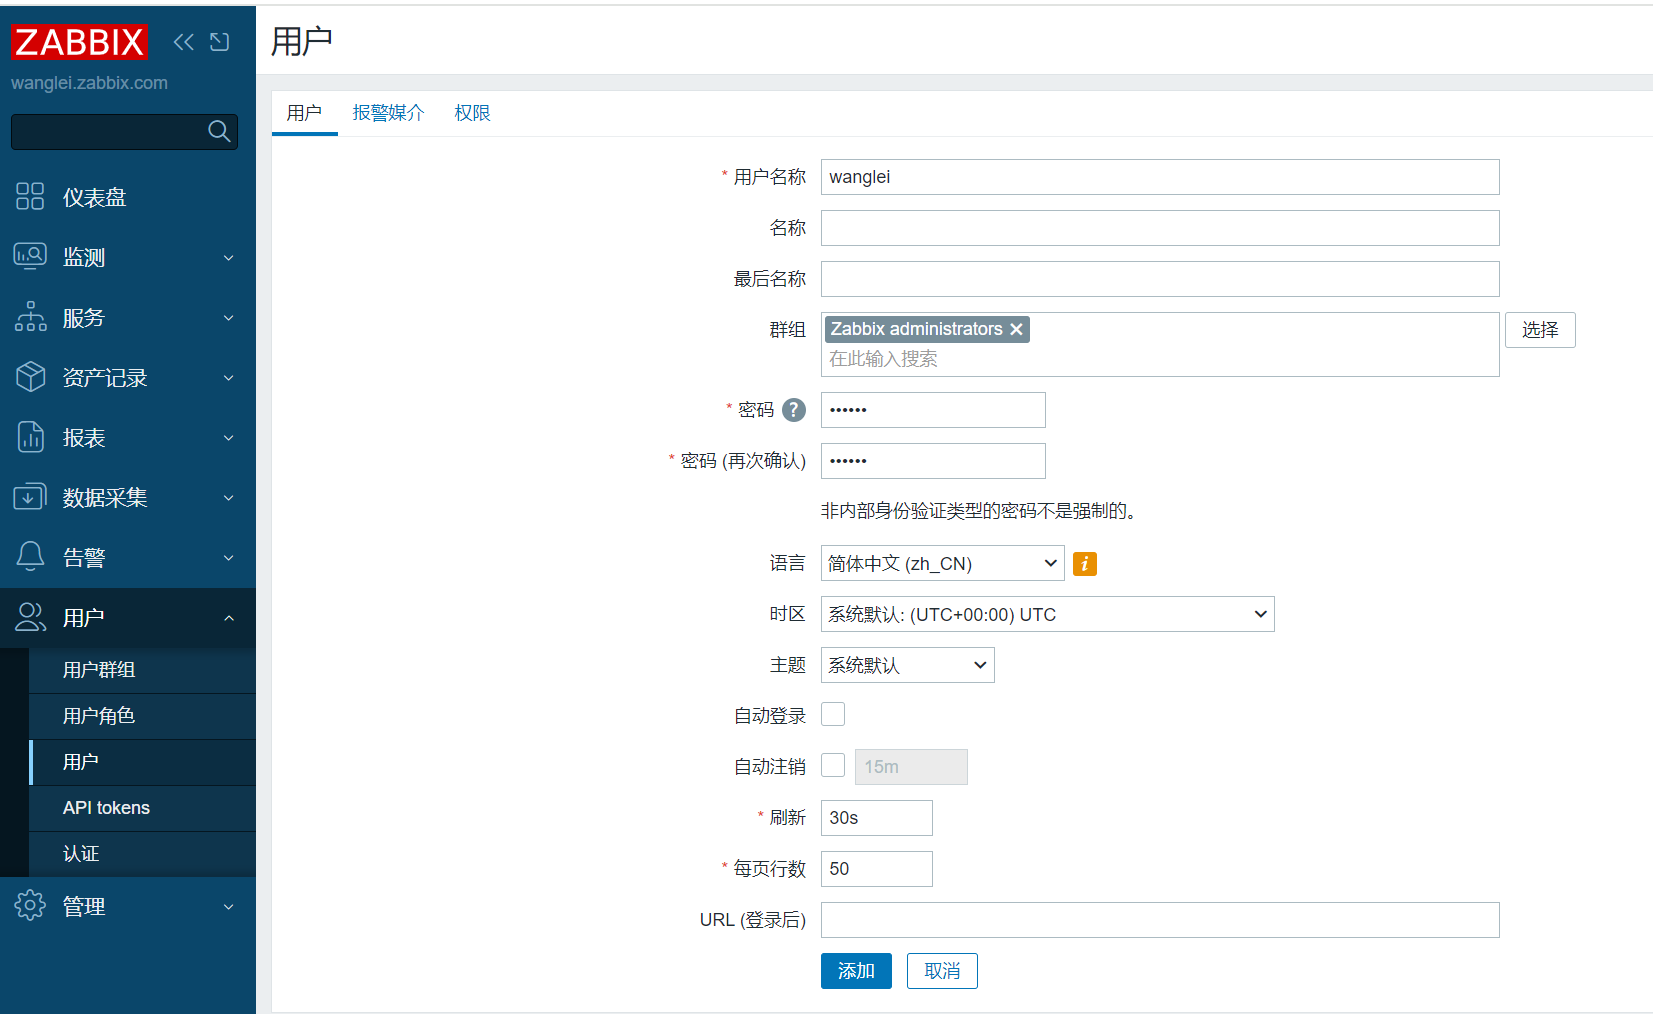 ZABBIX
wanglei.zabbix.com
仪表盘
监测
服务
资产记录
报表
数据采集
告警
用户
用户群组
用户角色
用户
API tokens
认证
管理
用户
用户 报警媒介 权限
* 用户名称 wanglei
名称
最后名称
群组 Zabbix administrators ✕ 选择
在此输入搜索
* 密码 ? ••••••
* 密码 (再次确认) ••••••
非内部身份验证类型的密码不是强制的。
语言 简体中文 (zh_CN) i
时区 系统默认: (UTC+00:00) UTC
主题 系统默认
自动登录
自动注销 15m
* 刷新 30s
* 每页行数 50
URL (登录后)
添加 取消